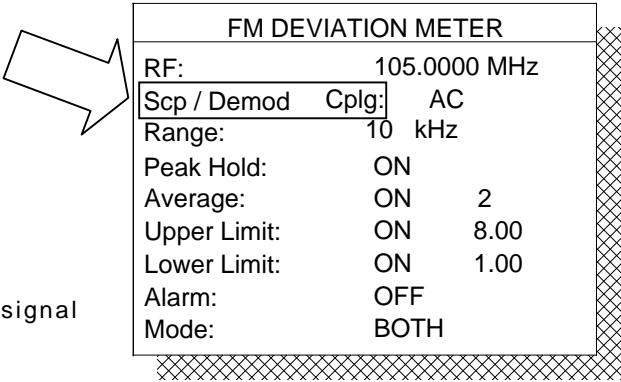 FM DEVIATION METER
RF: 105.0000 MHz
Scp / Demod Cplg: AC
Range: 10 kHz
Peak Hold: ON
Average: ON 2
Upper Limit: ON 8.00
Lower Limit: ON 1.00
Alarm: OFF
Mode: BOTH
signal